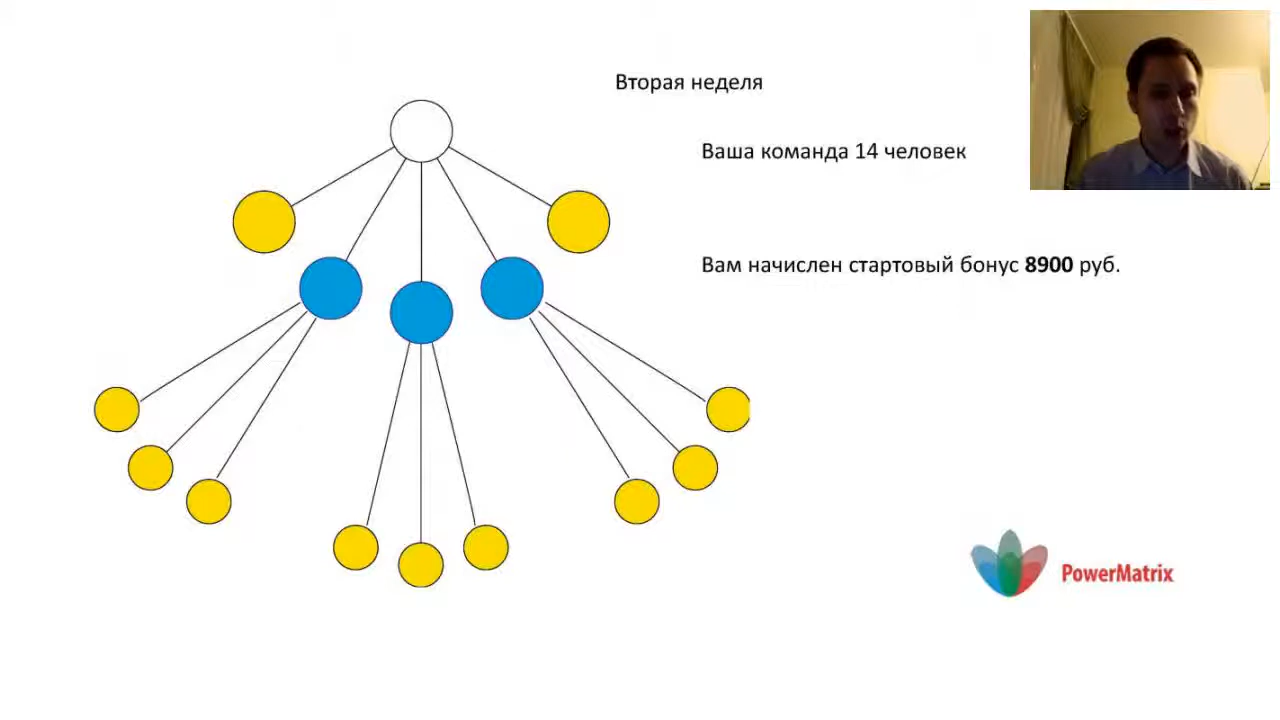 Вторая неделя
Ваша команда 14 человек
Вам начислен стартовый бонус 8900 руб.
PowerMatrix